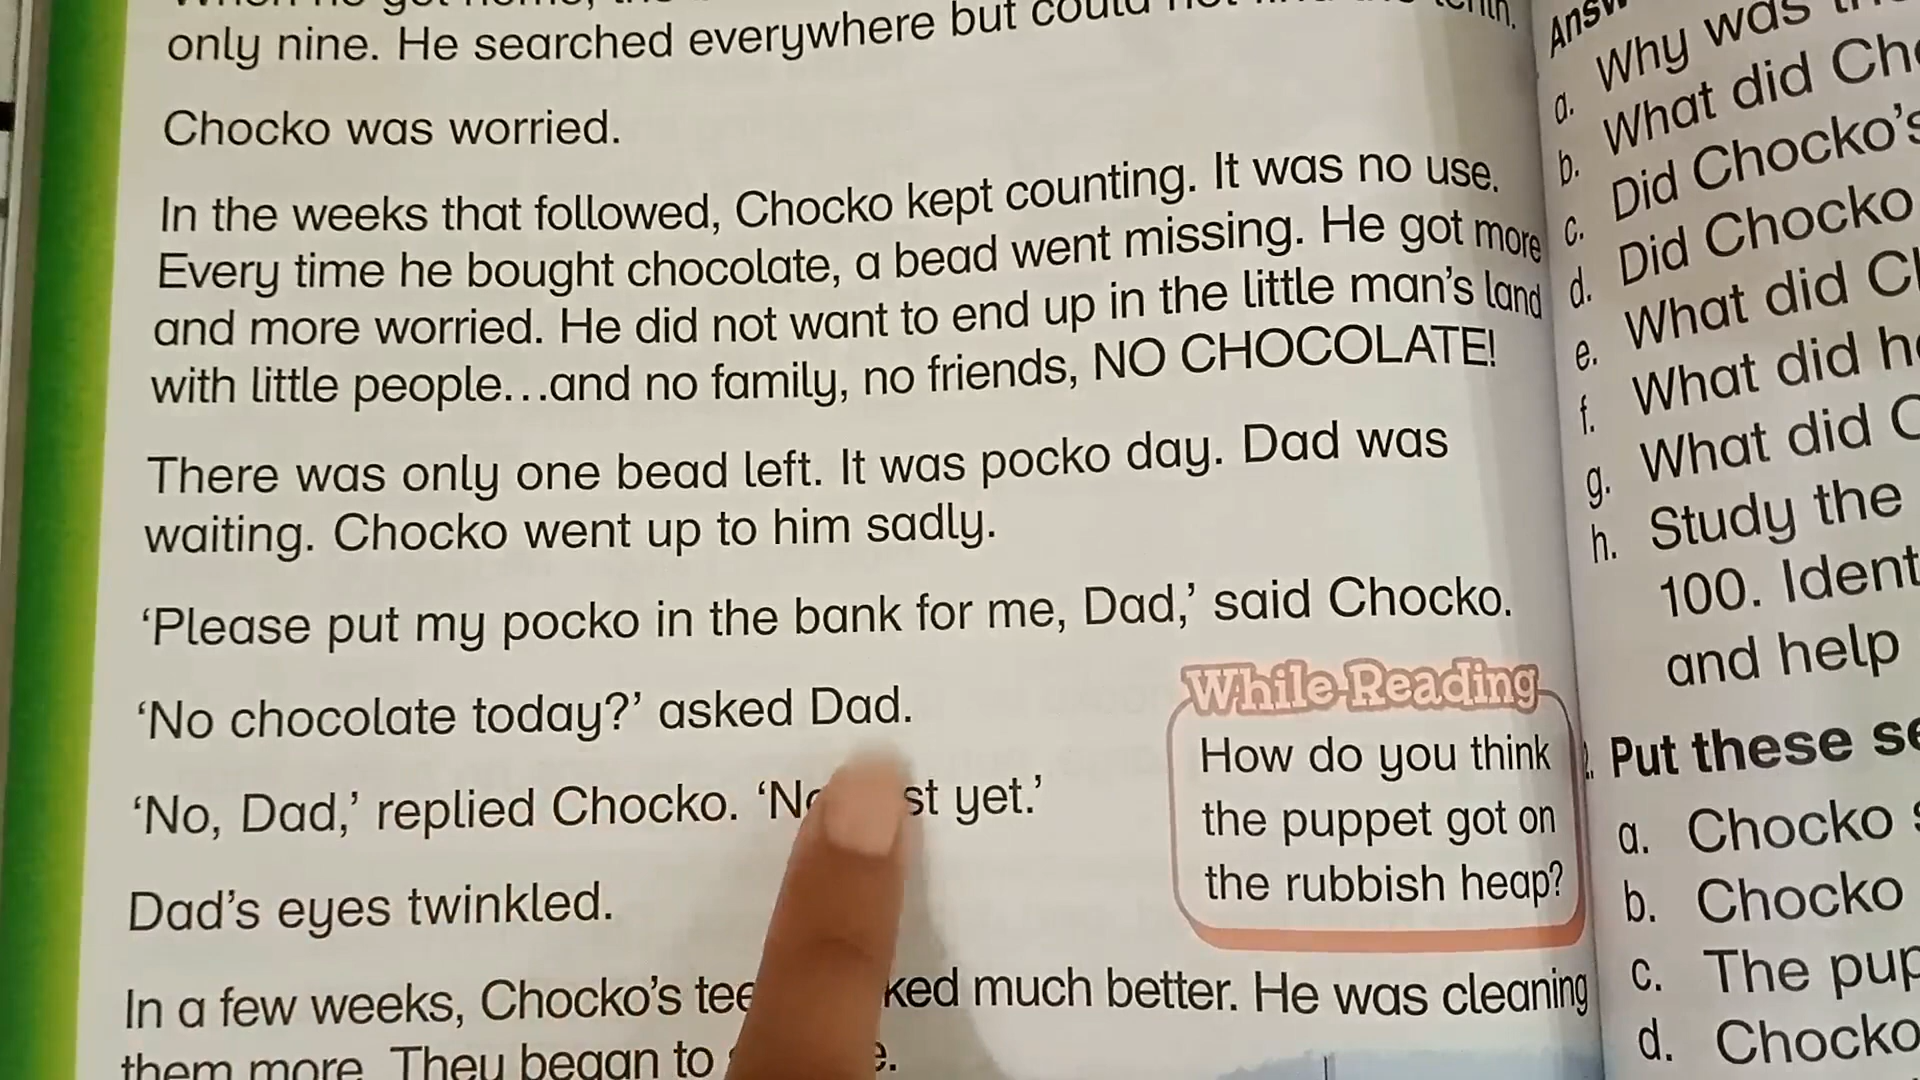 only nine. He searched everywhere but could
Chocko was worried.
In the weeks that followed, Chocko kept counting. It was no use.
Every time he bought chocolate, a bead went missing. He got more
and more worried. He did not want to end up in the little man's land
with little people...and no family, no friends, NO CHOCOLATE!
There was only one bead left. It was pocko day. Dad was
waiting. Chocko went up to him sadly.
‘Please put my pocko in the bank for me, Dad,’ said Chocko.
‘No chocolate today?’ asked Dad.
‘No, Dad,’ replied Chocko. yet.’
Dad's eyes twinkled.
In a few weeks, Chocko's much better. He was cleaning
them more. They began to
While-Reading
How do you think
the puppet got on
the rubbish heap?
a. Why was
b. What did
c. Did Chocko's
d. Did Chocko
e. What did
f. What did
g. What did
h. Study the
100.
and help
Put these
a. Chocko
b. Chocko
c. The
d. Chocko